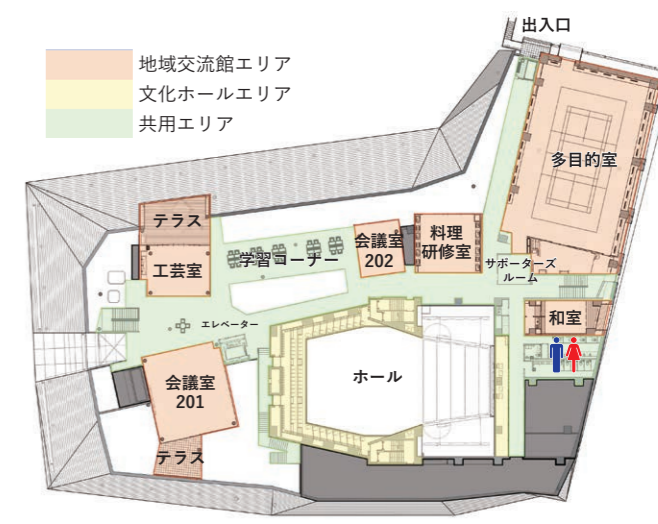 出入口
地域交流館エリア
文化ホールエリア
共用エリア
多目的室
テラス
会議室
202
料理
研修室
工芸室
学習コーナー
サポーターズ
ルーム
和室
エレベーター
ホール
会議室
201
テラス